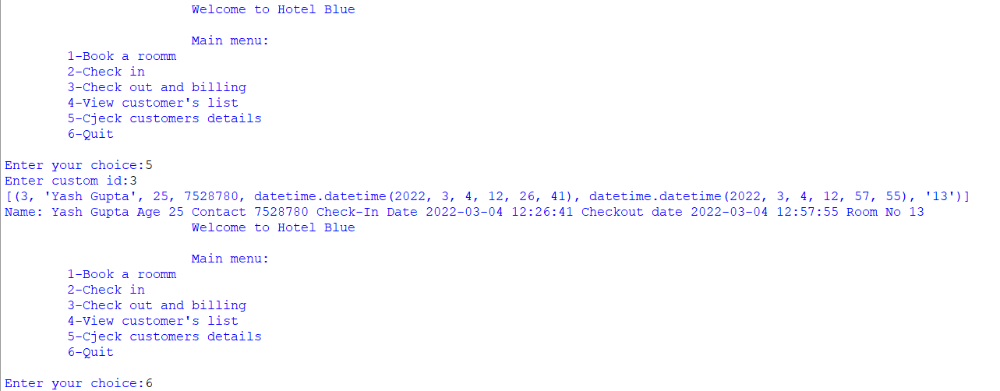 Welcome to Hotel Blue
Main menu:
1-Book a roomm
2-Check in
3-Check out and billing
4-View customer's list
5-Cjeck customers details
6-Quit
Enter your choice:5
Enter custom id:3
[(3, 'Yash Gupta', 25, 7528780, datetime.datetime(2022, 3, 4, 12, 26, 41), datetime.datetime(2022, 3, 4, 12, 57, 55), '13')]
Name: Yash Gupta Age 25 Contact 7528780 Check-In Date 2022-03-04 12:26:41 Checkout date 2022-03-04 12:57:55 Room No 13
Welcome to Hotel Blue
Main menu:
1-Book a roomm
2-Check in
3-Check out and billing
4-View customer's list
5-Cjeck customers details
6-Quit
Enter your choice:6